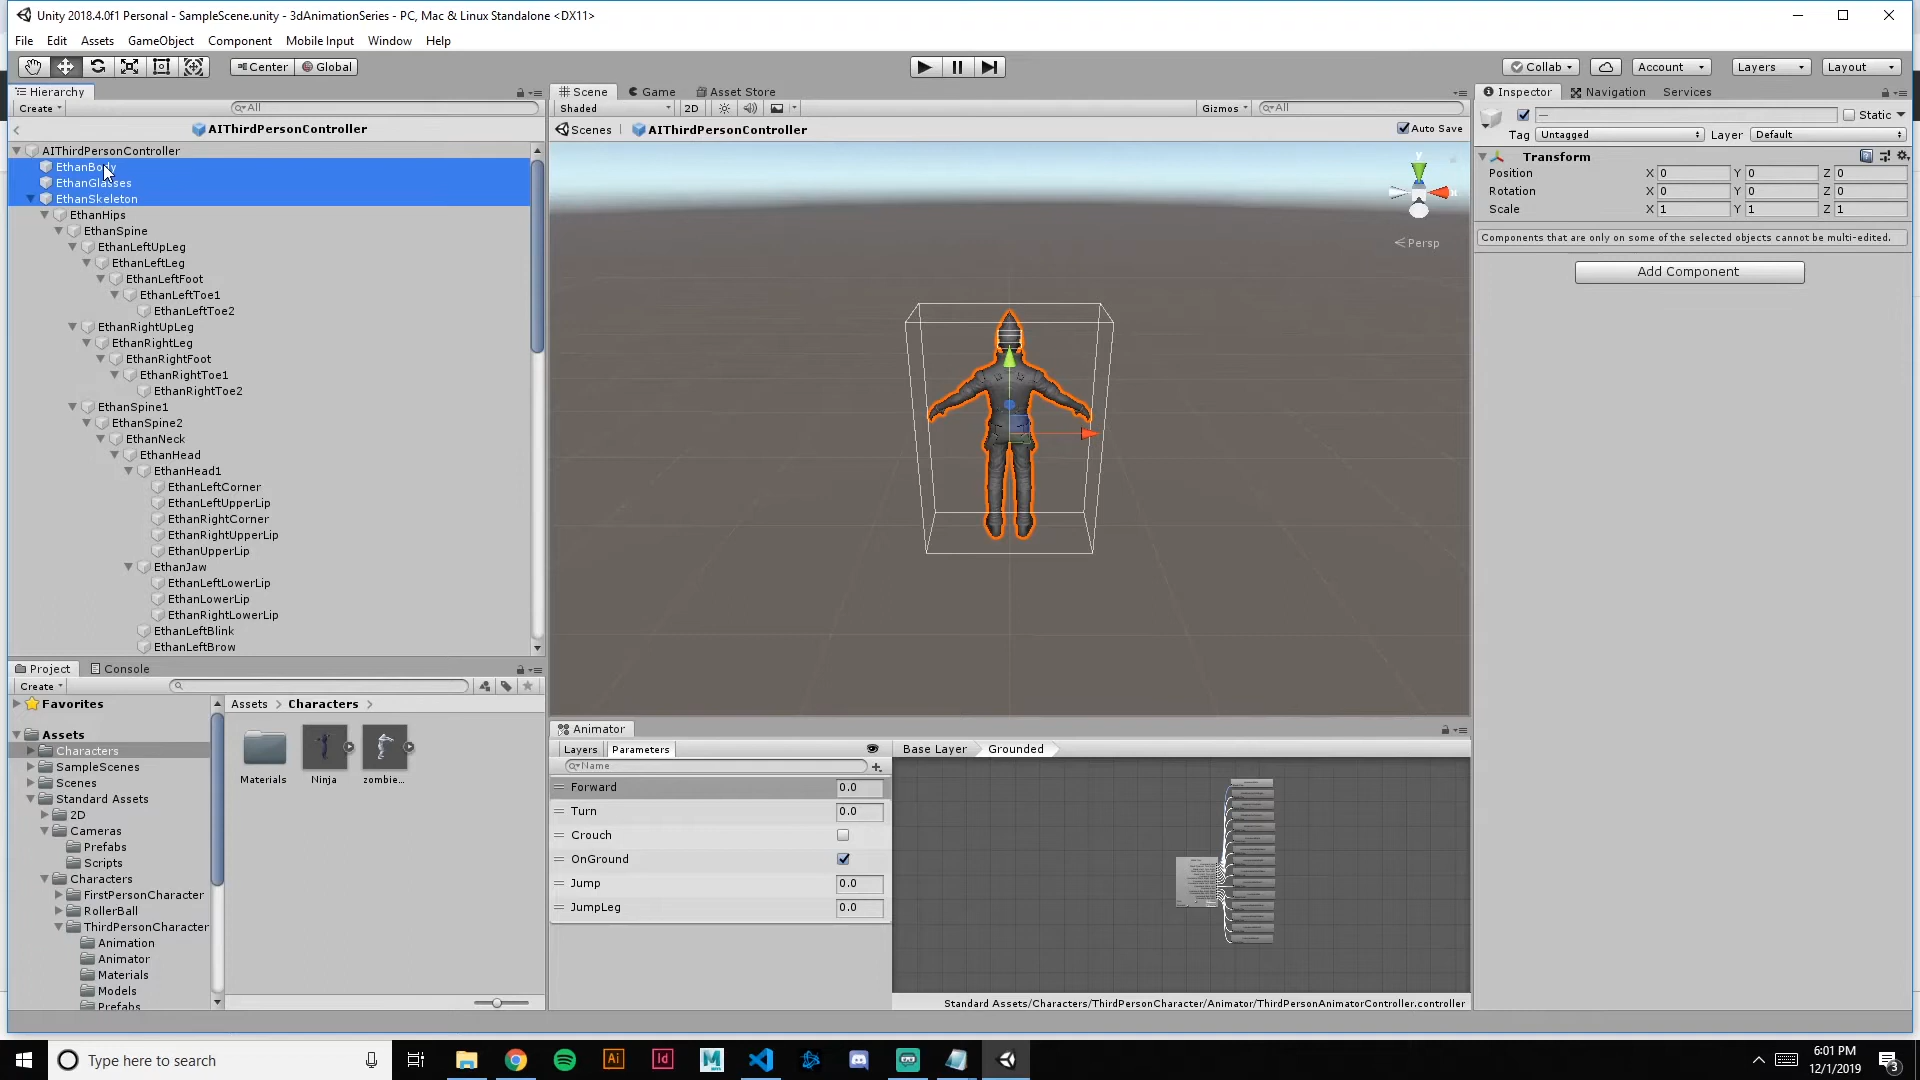 Unity 2018.4.0f1 Personal - SampleScene.unity - 3dAnimationSeries - PC, Mac & Linux Standalone <DX11>
File Edit Assets GameObject Component Mobile Input Window Help
Center Global Collab Account Layers Layout
Hierarchy
Create All
AIThirdPersonController
AIThirdPersonController
EthanBody
EthanGlasses
EthanSkeleton
EthanHips
EthanSpine
EthanLeftUpLeg
EthanLeftLeg
EthanLeftFoot
EthanLeftToe1
EthanLeftToe2
EthanRightUpLeg
EthanRightLeg
EthanRightFoot
EthanRightToe1
EthanRightToe2
EthanSpine1
EthanSpine2
EthanNeck
EthanHead
EthanHead1
EthanLeftCorner
EthanLeftUpperLip
EthanRightCorner
EthanRightUpperLip
EthanUpperLip
EthanJaw
EthanLeftLowerLip
EthanLowerLip
EthanRightLowerLip
EthanLeftBlink
EthanLeftBrow
Scene Game Asset Store
Shaded 2D Gizmos All
Scenes AIThirdPersonController Auto Save
y
x
Persp
Inspector Navigation Services
— Static
Tag Untagged Layer Default
Transform
Position X 0 Y 0 Z 0
Rotation X 0 Y 0 Z 0
Scale X 1 Y 1 Z 1
Components that are only on some of the selected objects cannot be multi-edited.
Add Component
Project Console
Create
Favorites
Assets
Characters
SampleScenes
Scenes
Standard Assets
2D
Cameras
Prefabs
Scripts
Characters
FirstPersonCharacter
RollerBall
ThirdPersonCharacter
Animation
Animator
Materials
Models
Prefabs
Assets > Characters >
Materials Ninja zombie...
Animator
Layers Parameters Base Layer Grounded
Name
Forward 0.0
Turn 0.0
Crouch
OnGround
Jump 0.0
JumpLeg 0.0
Standard Assets/Characters/ThirdPersonCharacter/Animator/ThirdPersonAnimatorController.controller
Type here to search
Ai Id M
6:01 PM
12/1/2019
3